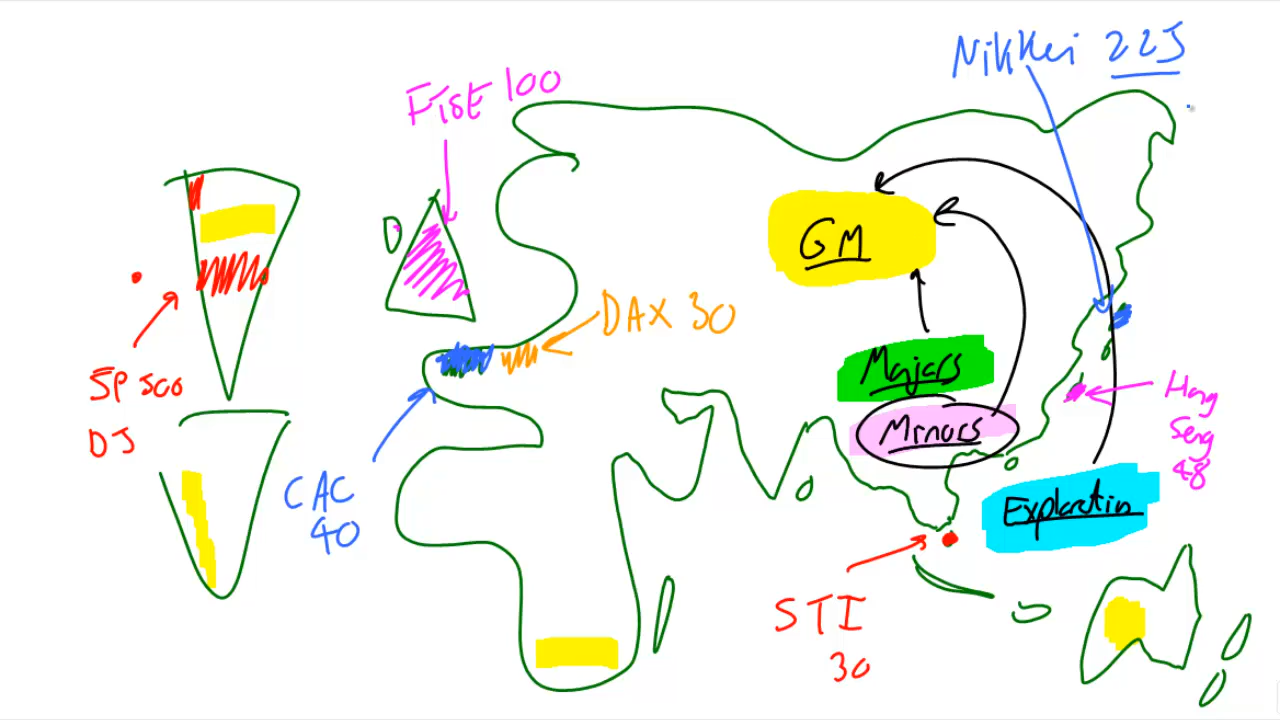 Nikkei 225
FTSE 100
GM
DAX 30
Majors
SP 500
DJ
Minors
Hang
Seng
48
CAC
40
Exploration
STI
30